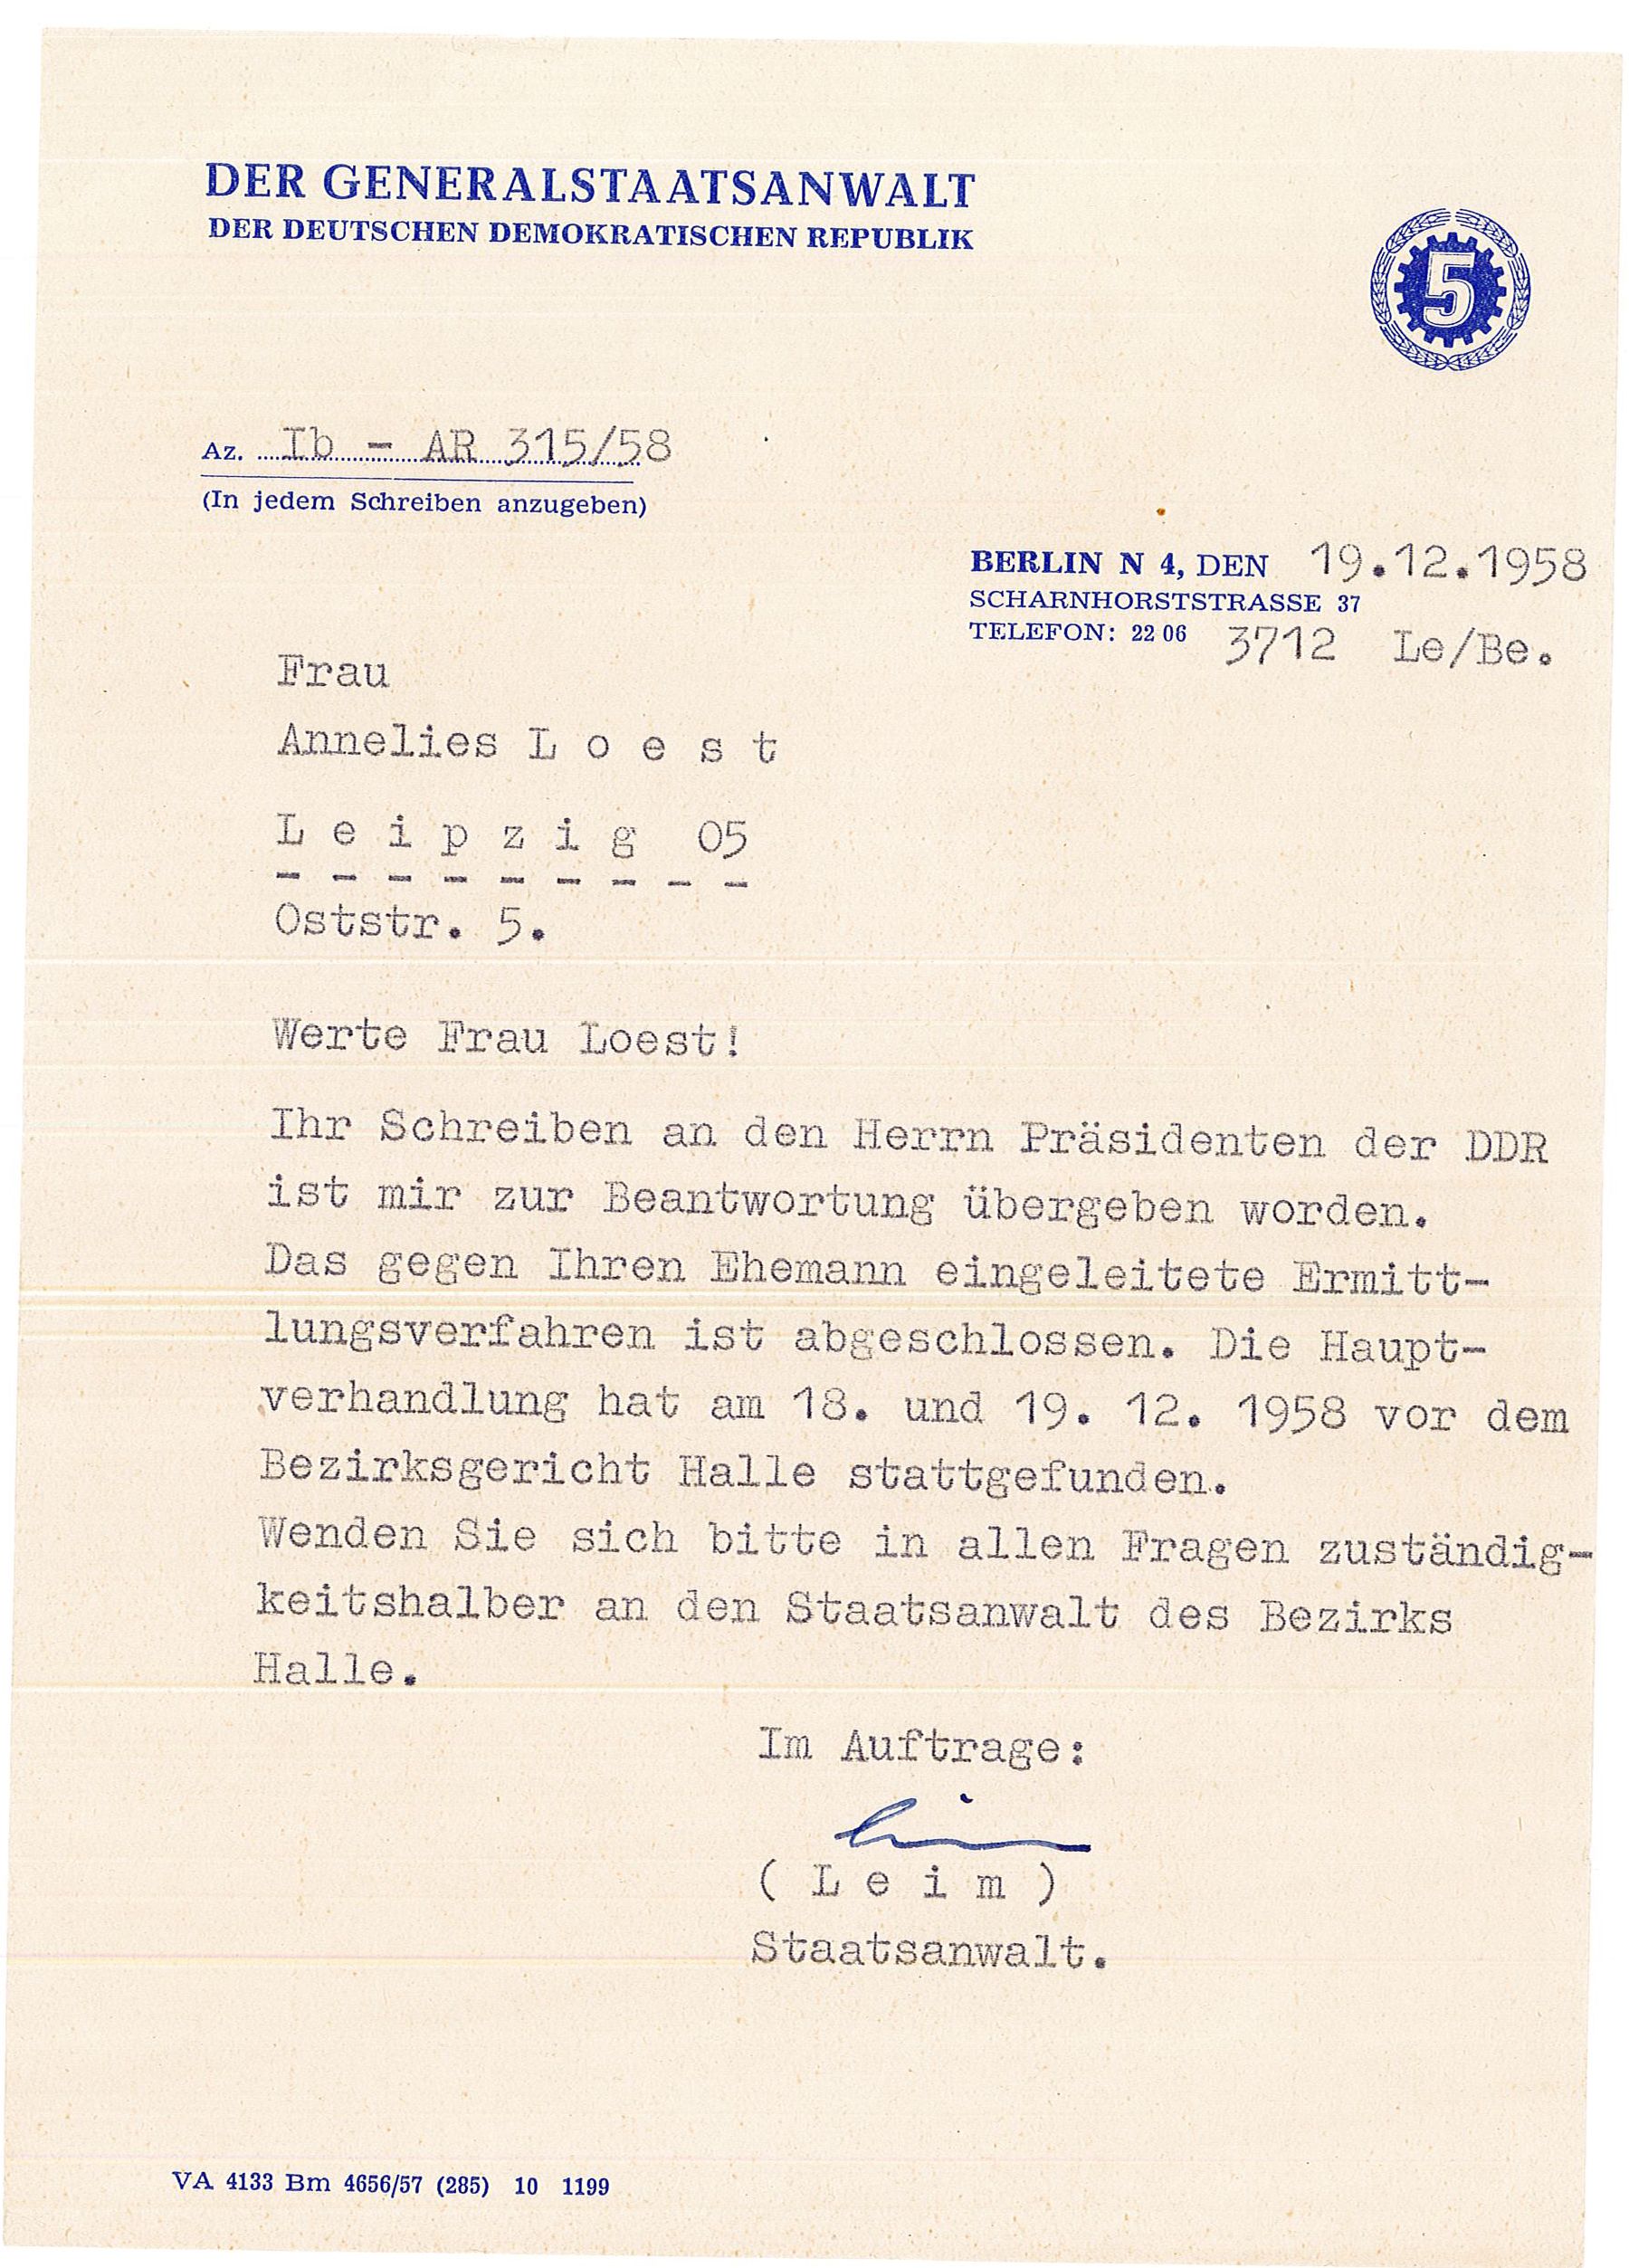 DER GENERALSTAATSANWALT
DER DEUTSCHEN DEMOKRATISCHEN REPUBLIK
5
Az. Ib - AR 315/58
(In jedem Schreiben anzugeben)
BERLIN N 4, DEN 19.12.1958
SCHARNHORSTSTRASSE 37
TELEFON: 22 06 3712 Le/Be.
Frau
Annelies L o e s t
L e i p z i g 05
- - - - - - - - -
Oststr. 5.
Werte Frau Loest!
Ihr Schreiben an den Herrn Präsidenten der DDR
ist mir zur Beantwortung übergeben worden.
Das gegen Ihren Ehemann eingeleitete Ermitt-
lungsverfahren ist abgeschlossen. Die Haupt-
verhandlung hat am 18. und 19. 12. 1958 vor dem
Bezirksgericht Halle stattgefunden.
Wenden Sie sich bitte in allen Fragen zuständig-
keitshalber an den Staatsanwalt des Bezirks
Halle.
Im Auftrage:
( L e i m )
Staatsanwalt.
VA 4133 Bm 4656/57 (285) 10 1199